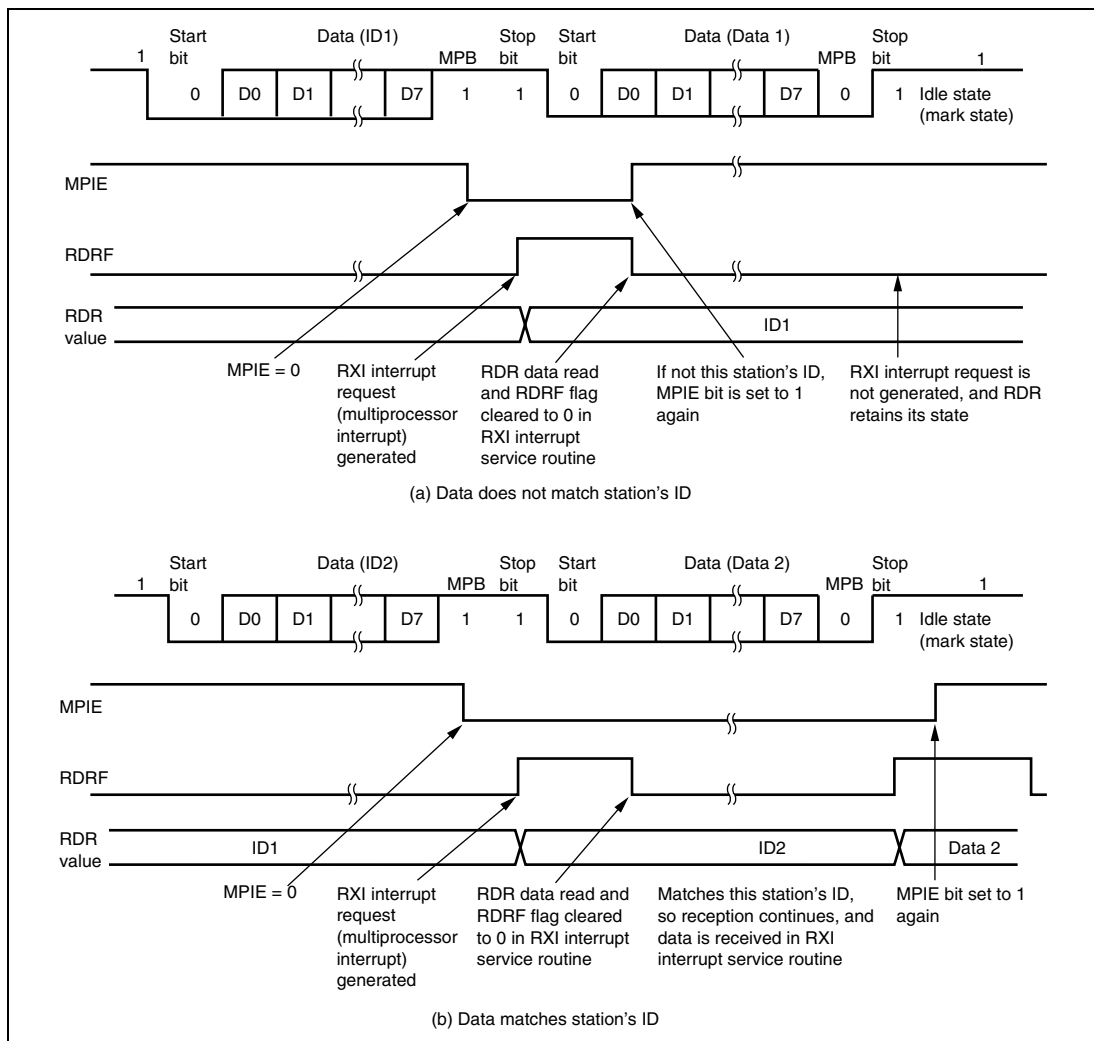 Start bit Data (ID1) MPB Stop bit Start bit Data (Data 1) MPB Stop bit
1 1
0 D0 D1 D7 1 1 0 D0 D1 D7 0 1 Idle state (mark state)
MPIE
RDRF
RDR value
ID1
MPIE = 0
RXI interrupt
request
(multiprocessor
interrupt)
generated
RDR data read
and RDRF flag
cleared to 0 in
RXI interrupt
service routine
If not this station's ID,
MPIE bit is set to 1
again
RXI interrupt request is
not generated, and RDR
retains its state
(a) Data does not match station's ID
Start bit Data (ID2) MPB Stop bit Start bit Data (Data 2) MPB Stop bit
1 1
0 D0 D1 D7 1 1 0 D0 D1 D7 0 1 Idle state (mark state)
MPIE
RDRF
RDR value
ID1 ID2 Data 2
MPIE = 0
RXI interrupt
request
(multiprocessor
interrupt)
generated
RDR data read and
RDRF flag cleared
to 0 in RXI interrupt
service routine
Matches this station's ID,
so reception continues, and
data is received in RXI
interrupt service routine
MPIE bit set to 1
again
(b) Data matches station's ID